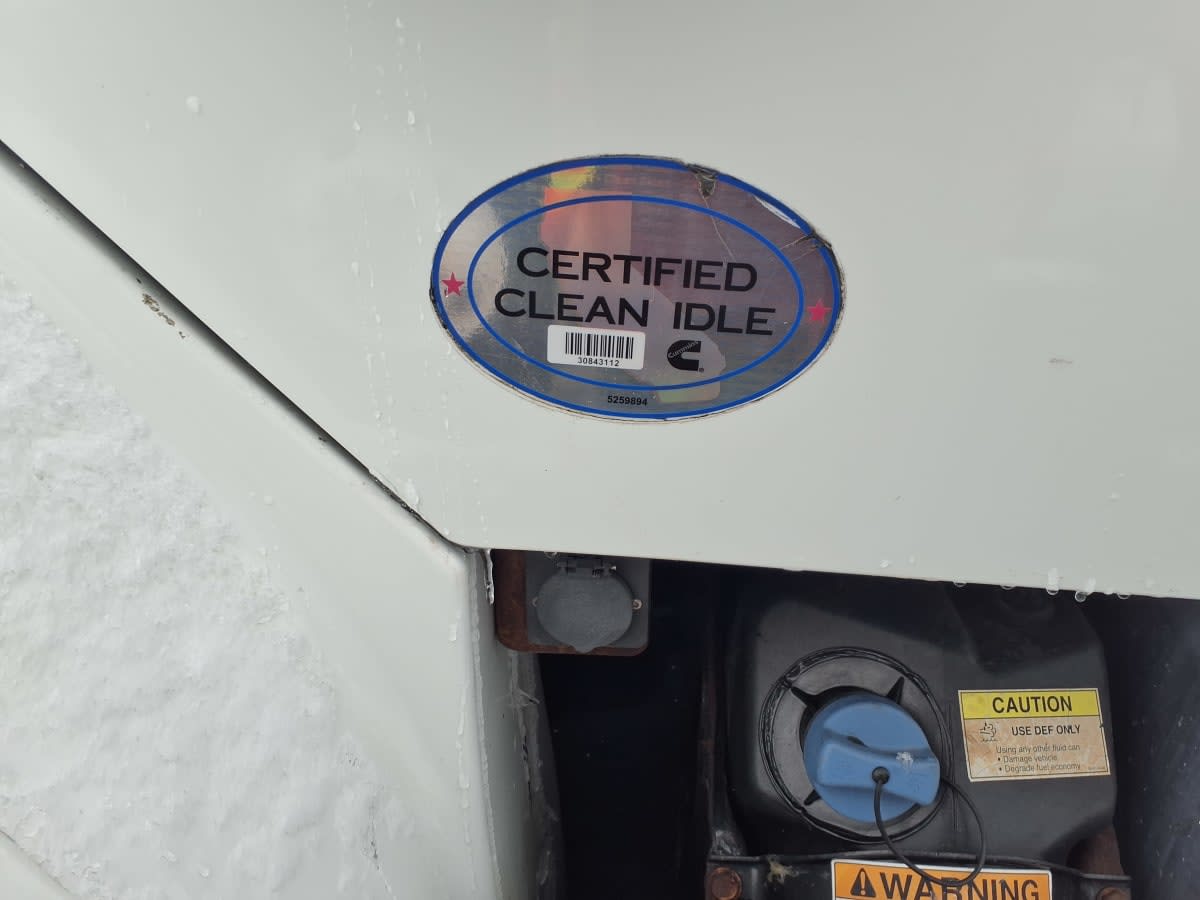 CERTIFIED
CLEAN IDLE
30843112
Cummins
5259894
CAUTION
USE DEF ONLY
Using any other fluid can
• Damage vehicle
• Degrade fuel economy
WARNING